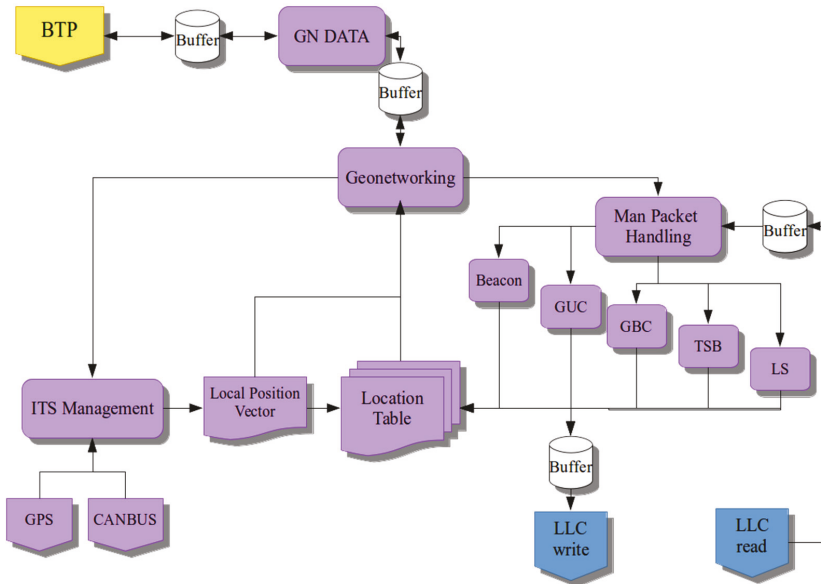 BTP
Buffer
GN DATA
Buffer
Geonetworking
Man Packet
Handling
Buffer
Beacon
GUC
GBC
TSB
LS
ITS Management
Local Position
Vector
Location
Table
Buffer
GPS
CANBUS
LLC
write
LLC
read